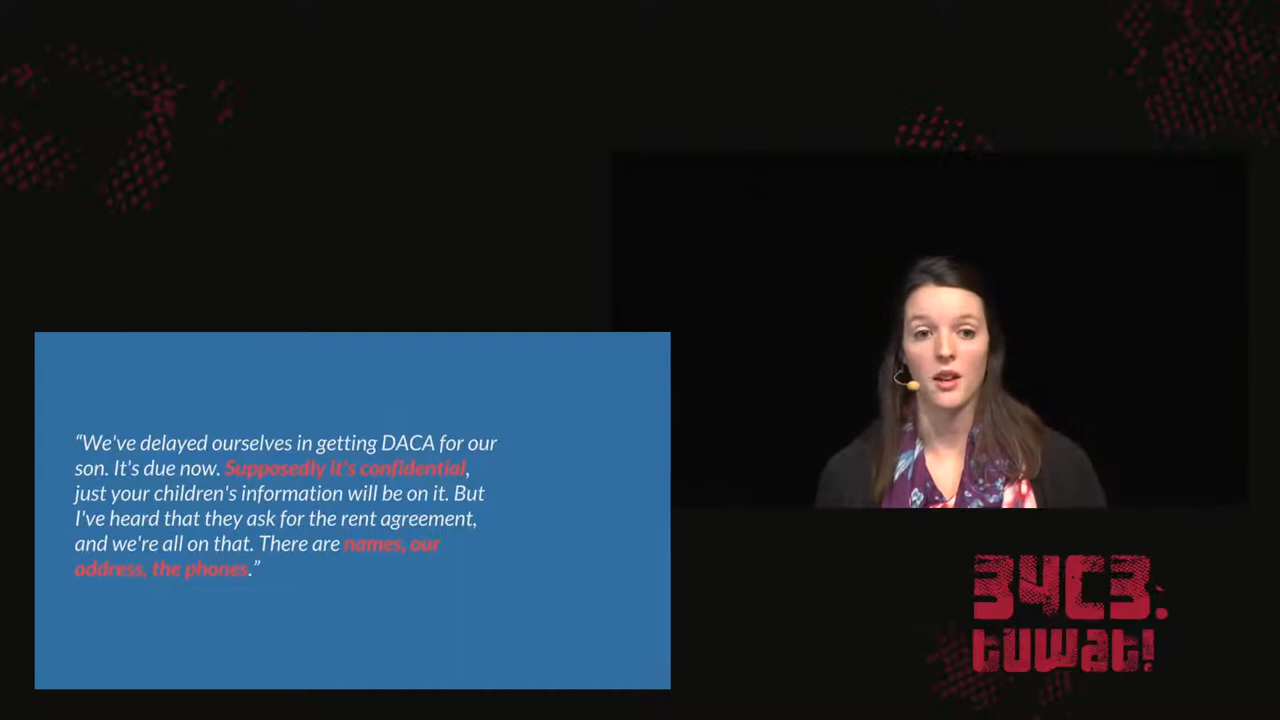 “We've delayed ourselves in getting DACA for our
son. It's due now. Supposedly it's confidential,
just your children's information will be on it. But
I've heard that they ask for the rent agreement,
and we're all on that. There are names, our
address, the phones.”
34C3.
tuwat!